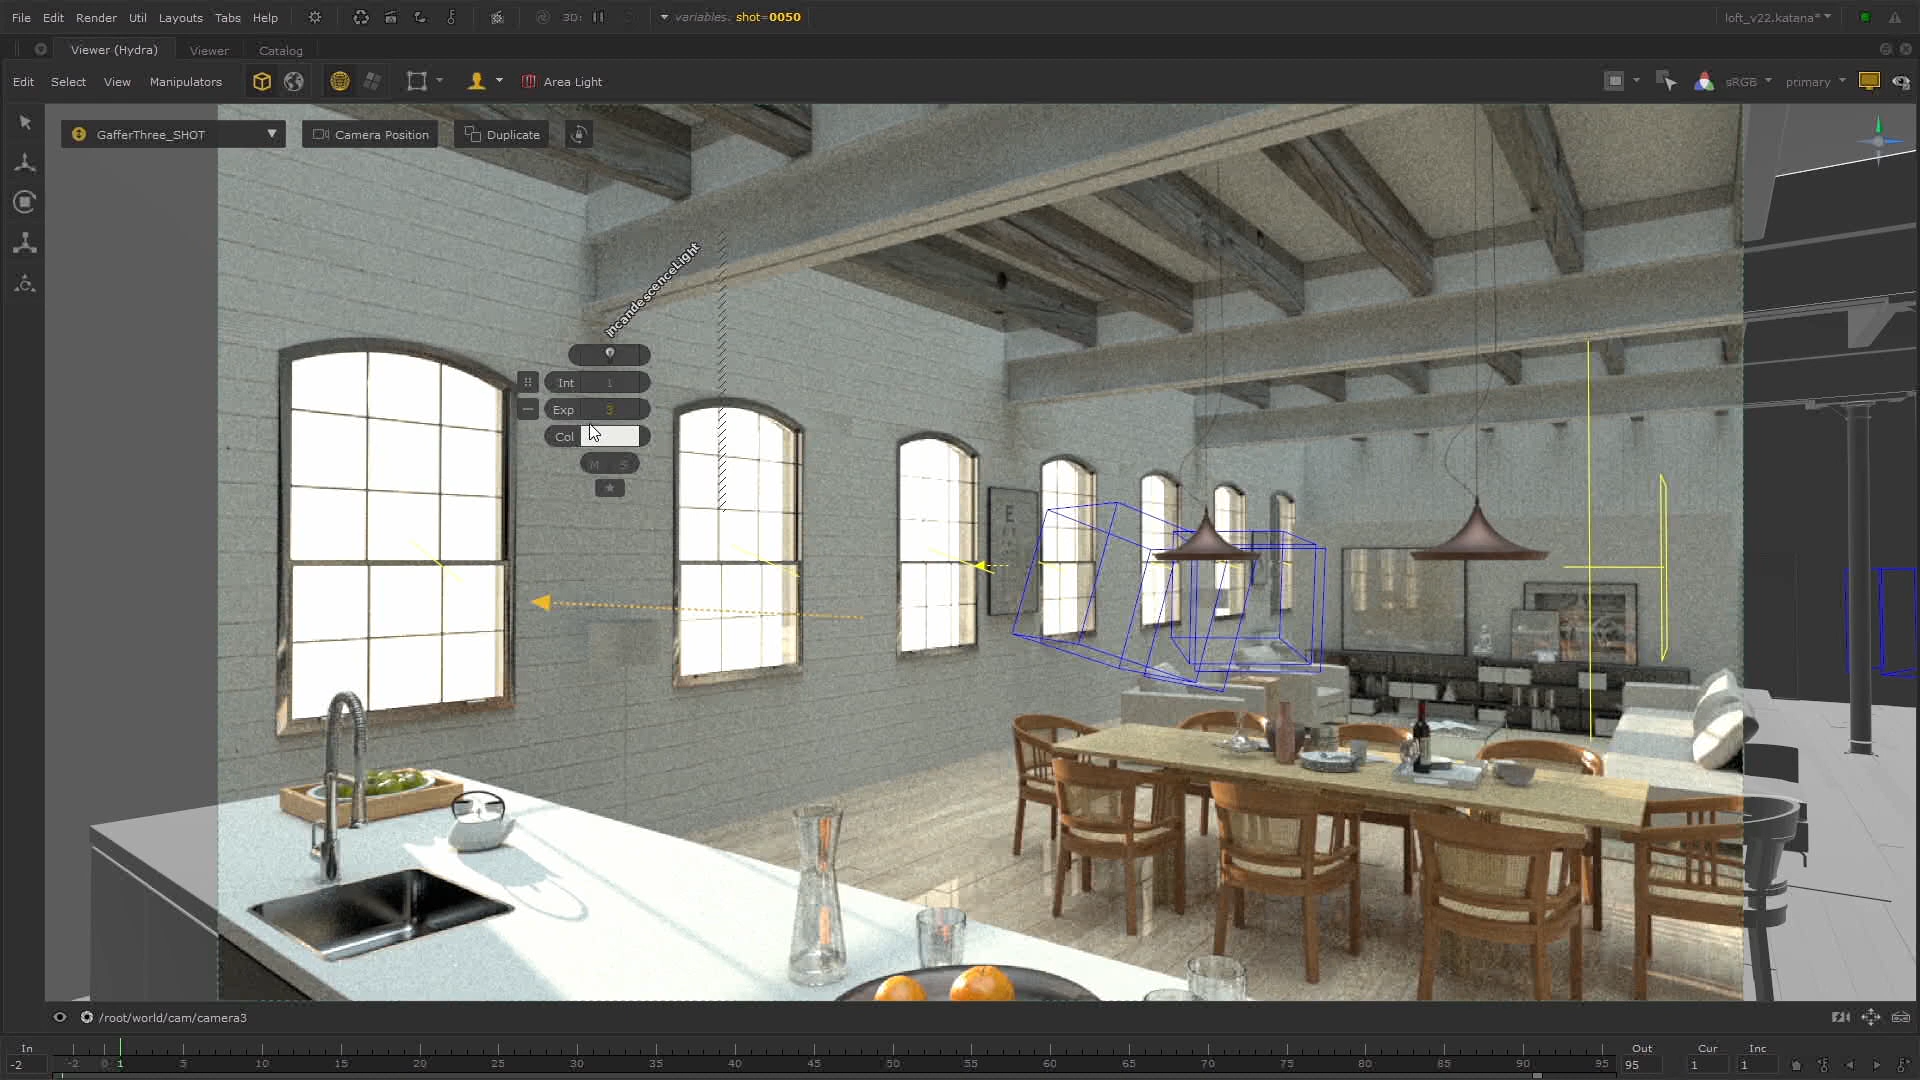 File Edit Render Util Layouts Tabs Help 3D: variables. shot=0050 loft_v22.katana*
Viewer (Hydra) Viewer Catalog
Edit Select View Manipulators Area Light sRGB primary
GafferThree_SHOT Camera Position Duplicate
incandescenceLight
Int 1
Exp 3
Col
M S
E
/root/world/cam/camera3
In Out Cur Inc
-2 -2 0 1 5 10 15 20 25 30 35 40 45 50 55 60 65 70 75 80 85 90 95 95 1 1